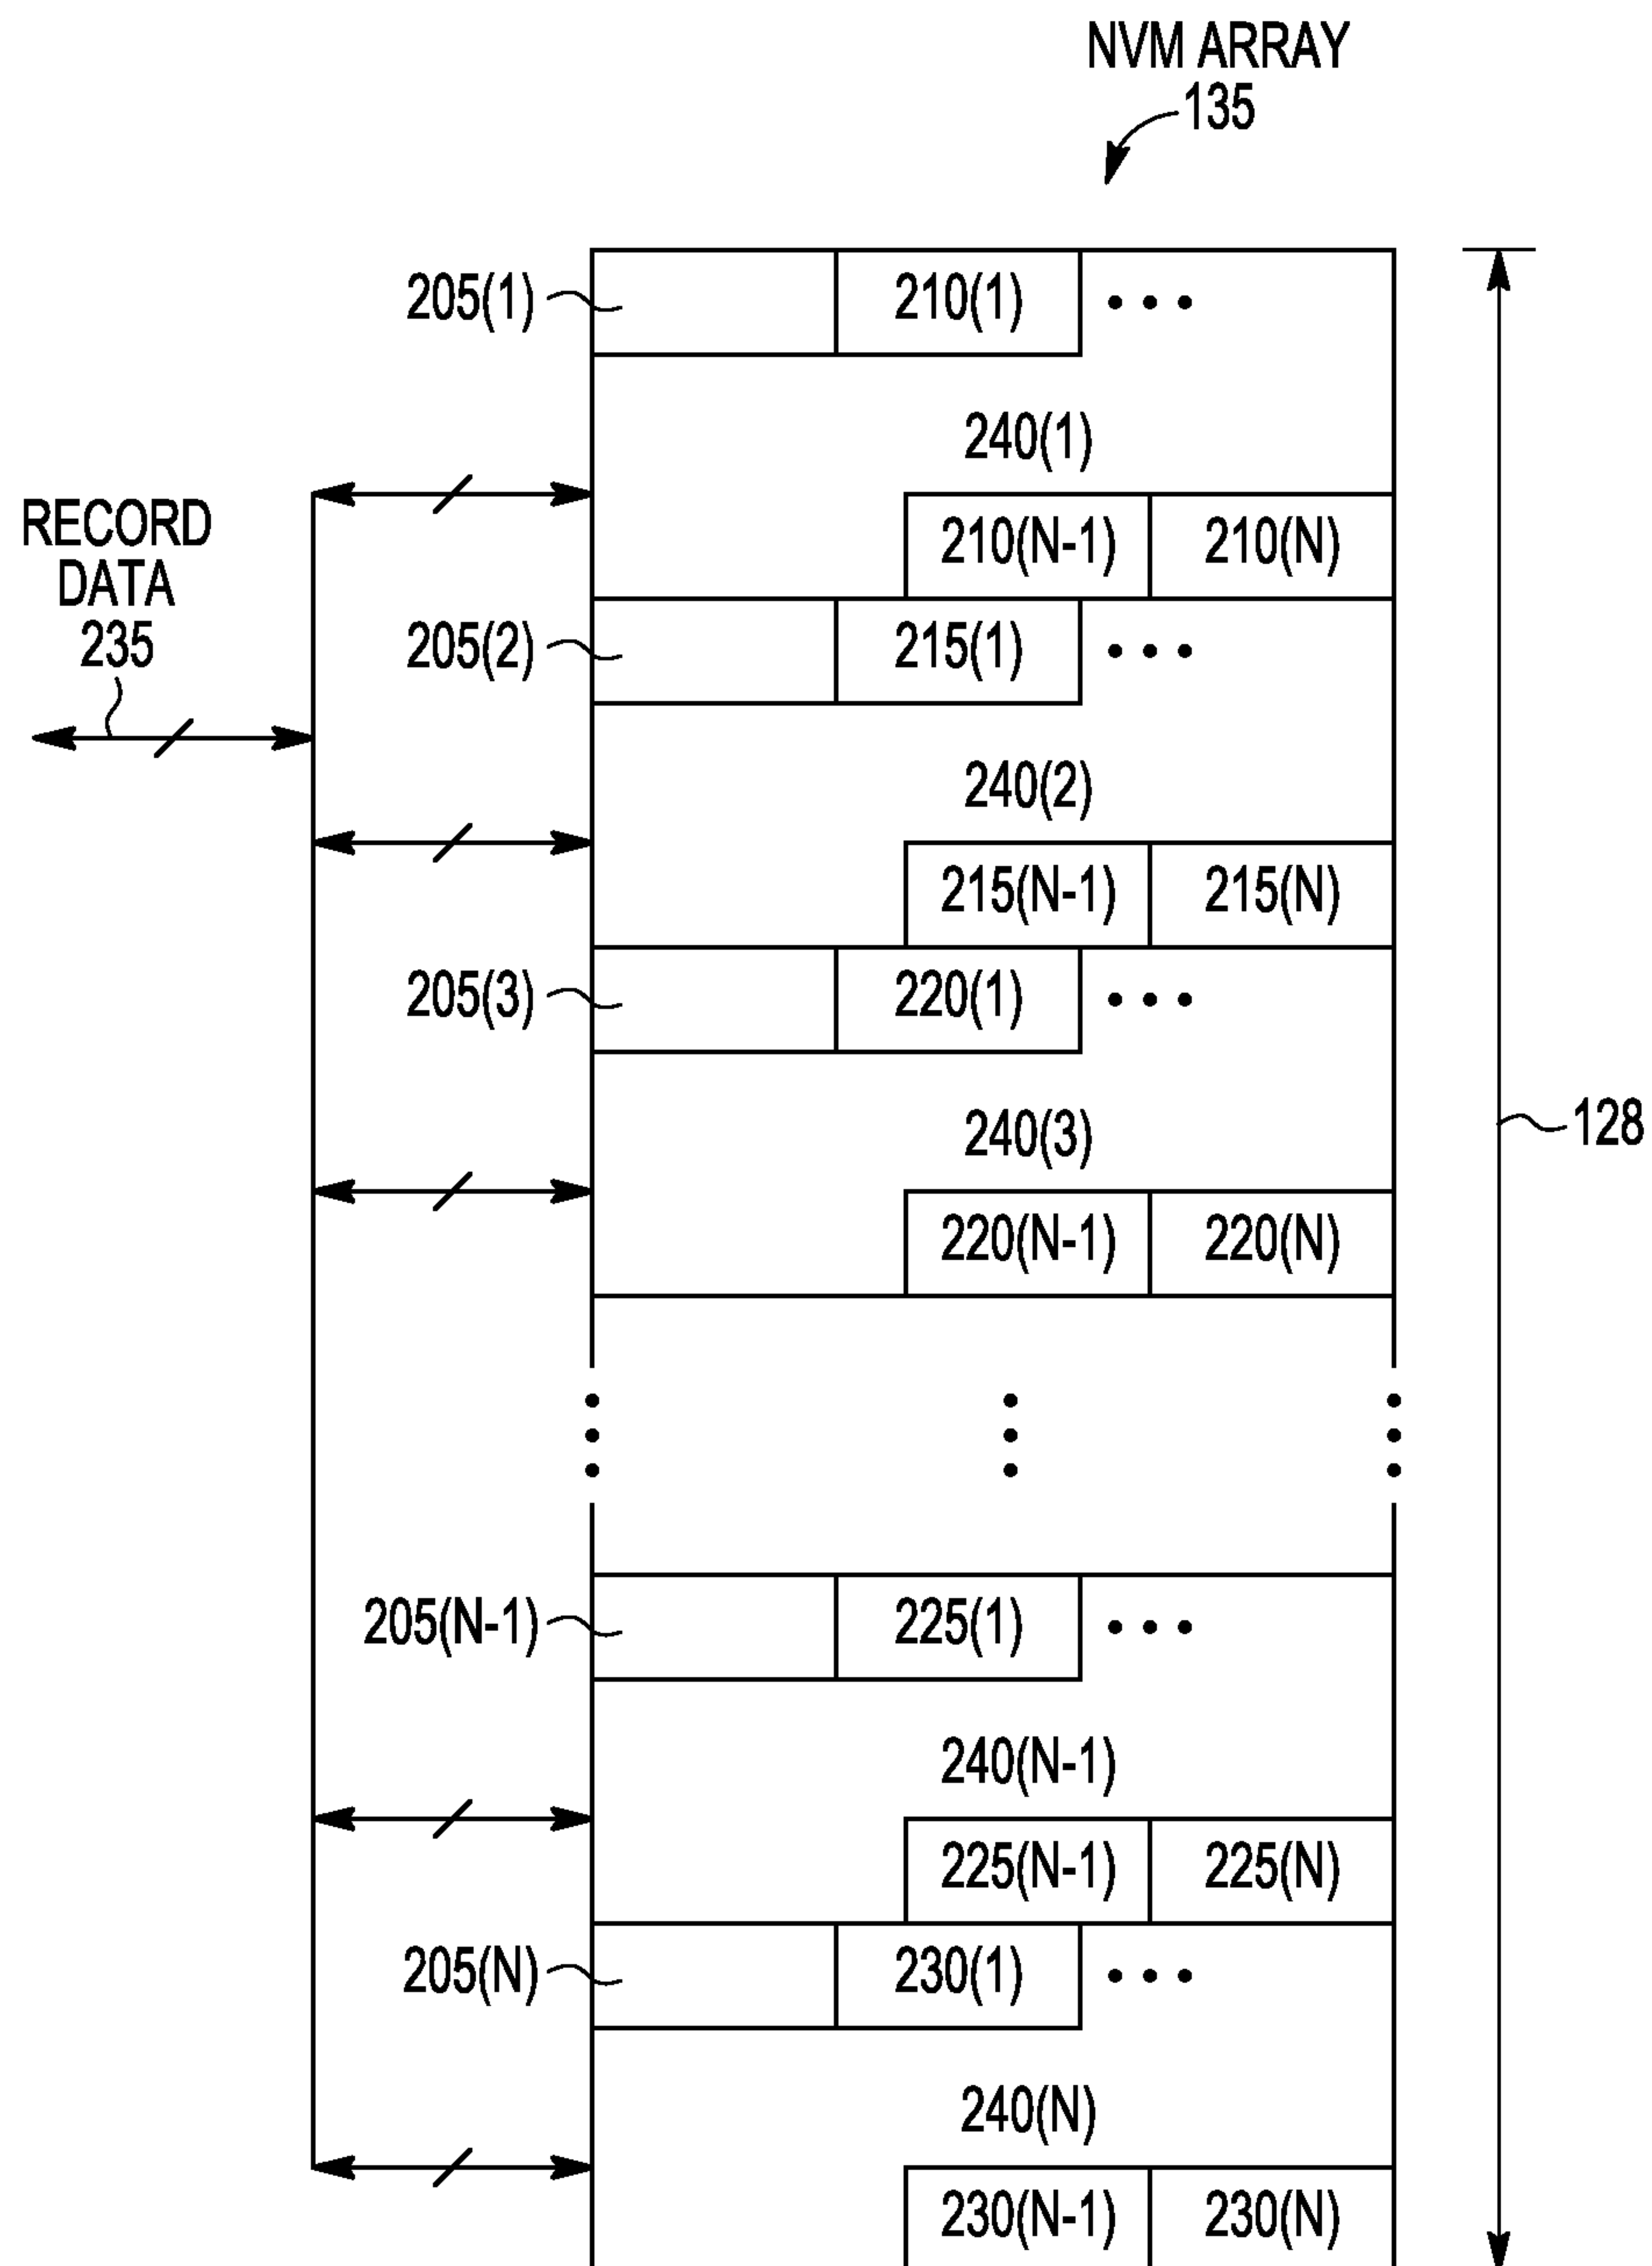 NVM ARRAY
135
205(1)
210(1)
240(1)
210(N-1)
210(N)
RECORD
DATA
235
205(2)
215(1)
240(2)
215(N-1)
215(N)
205(3)
220(1)
240(3)
220(N-1)
220(N)
128
205(N-1)
225(1)
240(N-1)
225(N-1)
225(N)
205(N)
230(1)
240(N)
230(N-1)
230(N)